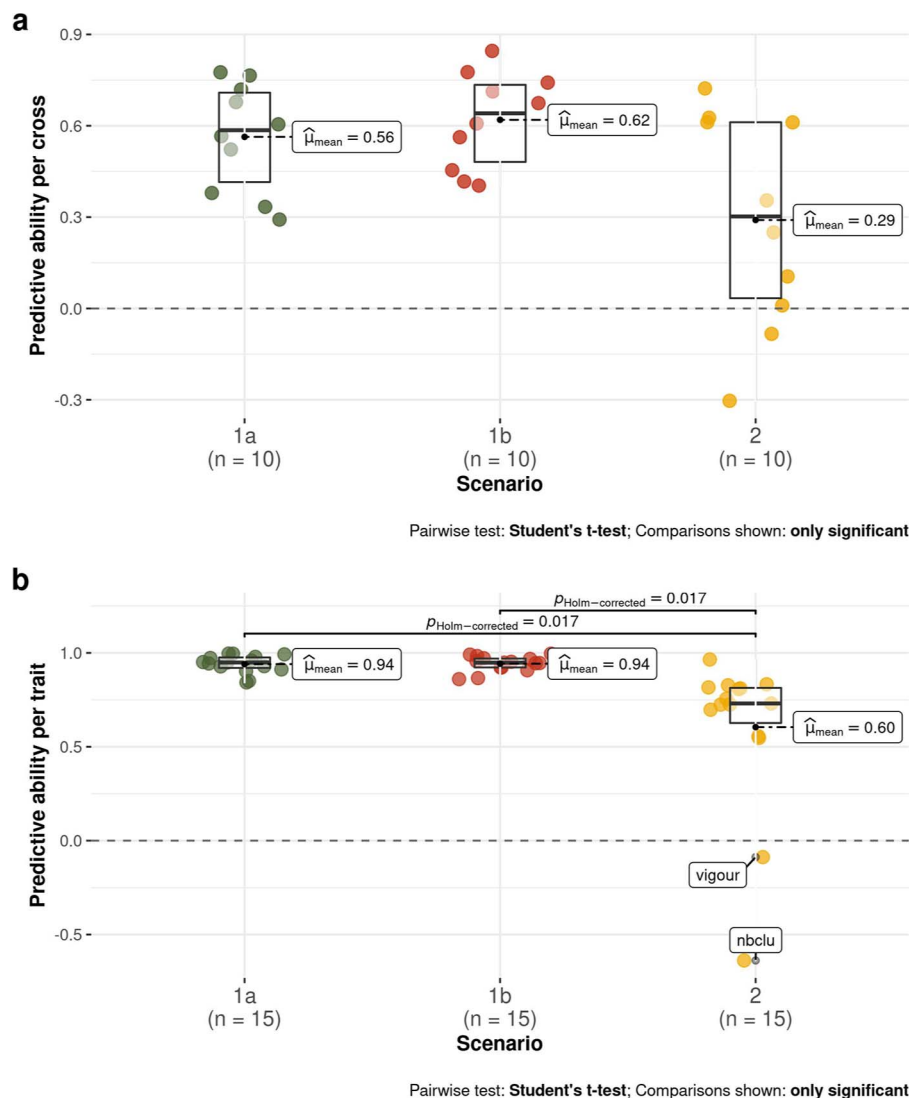 a
Predictive ability per cross
0.9
0.6
0.3
0.0
-0.3
μ̂mean = 0.56
μ̂mean = 0.62
μ̂mean = 0.29
1a
(n = 10)
1b
(n = 10)
2
(n = 10)
Scenario
Pairwise test: Student's t-test; Comparisons shown: only significant
b
Predictive ability per trait
1.0
0.5
0.0
-0.5
pHolm−corrected = 0.017
pHolm−corrected = 0.017
μ̂mean = 0.94
μ̂mean = 0.94
μ̂mean = 0.60
vigour
nbclu
1a
(n = 15)
1b
(n = 15)
2
(n = 15)
Scenario
Pairwise test: Student's t-test; Comparisons shown: only significant